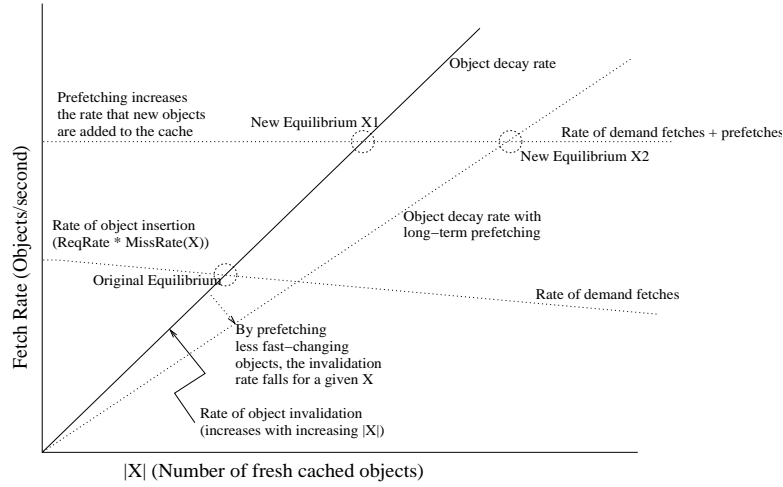 Object decay rate
Prefetching increases
the rate that new objects
are added to the cache
New Equilibrium X1
Rate of demand fetches + prefetches
New Equilibrium X2
Object decay rate with
long-term prefetching
Rate of object insertion
(ReqRate * MissRate(X))
Original Equilibrium
Rate of demand fetches
By prefetching
less fast-changing
objects, the invalidation
rate falls for a given X
Rate of object invalidation
(increases with increasing |X|)
Fetch Rate (Objects/second)
|X| (Number of fresh cached objects)